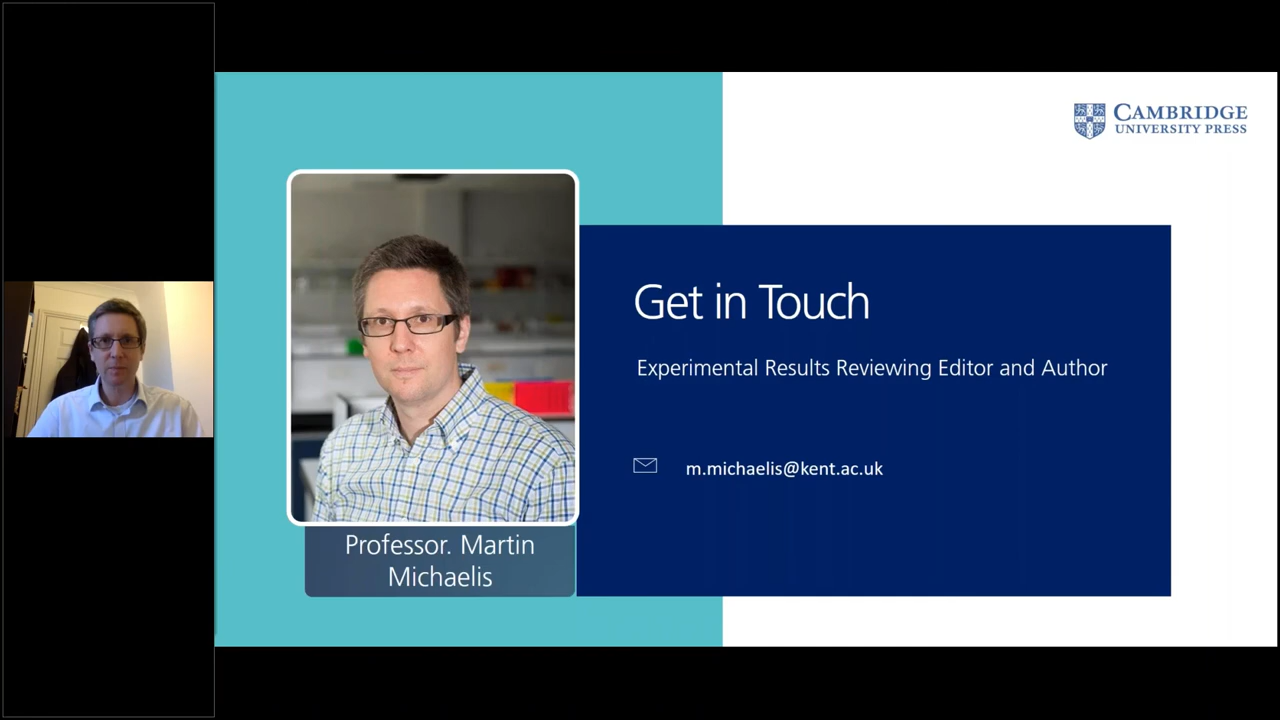 CAMBRIDGE
UNIVERSITY PRESS
Get in Touch
Experimental Results Reviewing Editor and Author
m.michaelis@kent.ac.uk
Professor. Martin
Michaelis